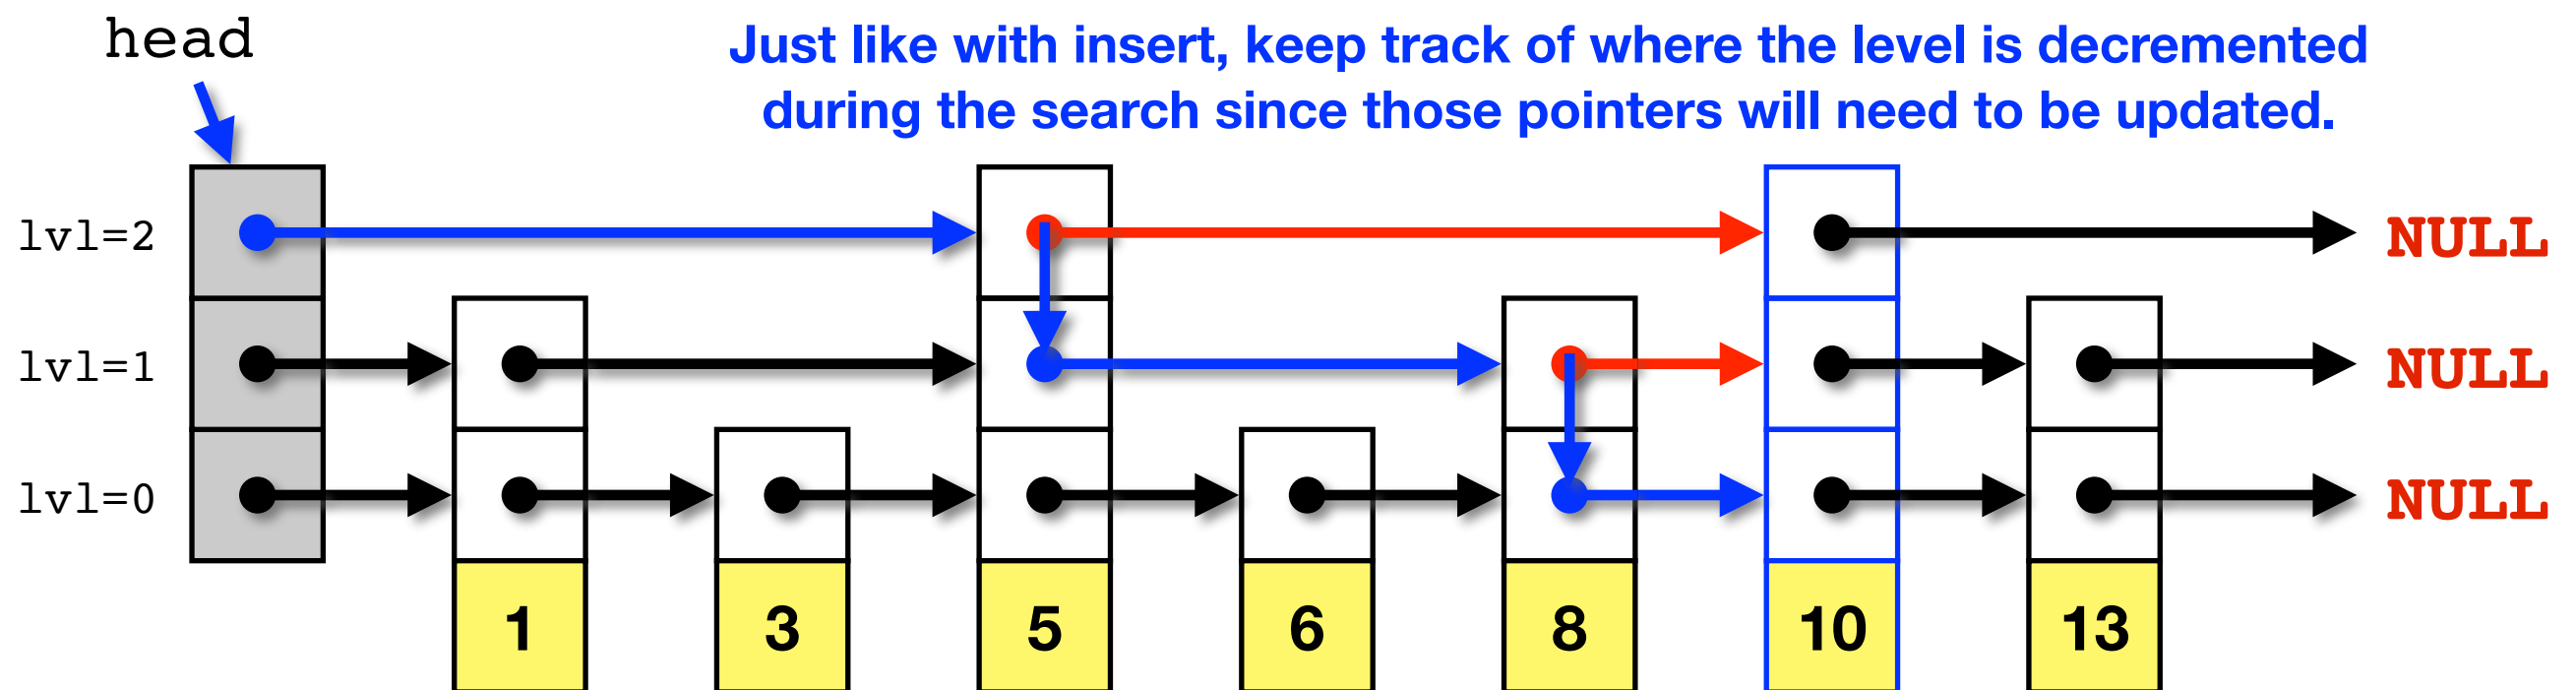 head
Just like with insert, keep track of where the level is decremented
during the search since those pointers will need to be updated.
lvl=2 NULL
lvl=1 NULL
lvl=0 NULL
1 3 5 6 8 10 13